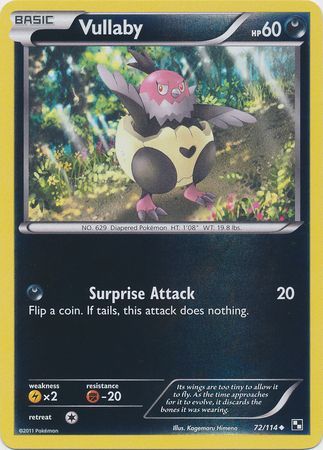 BASIC
Vullaby
HP60
NO. 629 Diapered Pokémon HT: 1'08" WT: 19.8 lbs.
Surprise Attack 20
Flip a coin. If tails, this attack does nothing.
weakness
×2
resistance
-20
retreat
Its wings are too tiny to allow it
to fly. As the time approaches
for it to evolve, it discards the
bones it was wearing.
Illus. Kagemaru Himeno
72/114
©2011 Pokémon